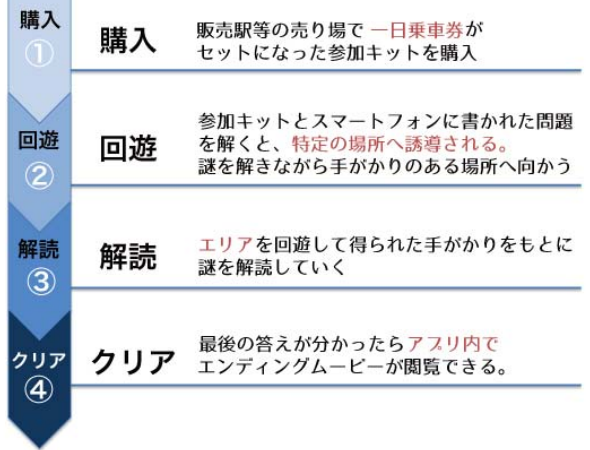 購入
①
購入
販売駅等の売り場で 一日乗車券が
セットになった参加キットを購入
回遊
②
回遊
参加キットとスマートフォンに書かれた問題
を解くと、特定の場所へ誘導される。
謎を解きながら手がかりのある場所へ向かう
解読
③
解読
エリアを回遊して得られた手がかりをもとに
謎を解読していく
クリア
④
クリア
最後の答えが分かったらアプリ内で
エンディングムービーが閲覧できる。